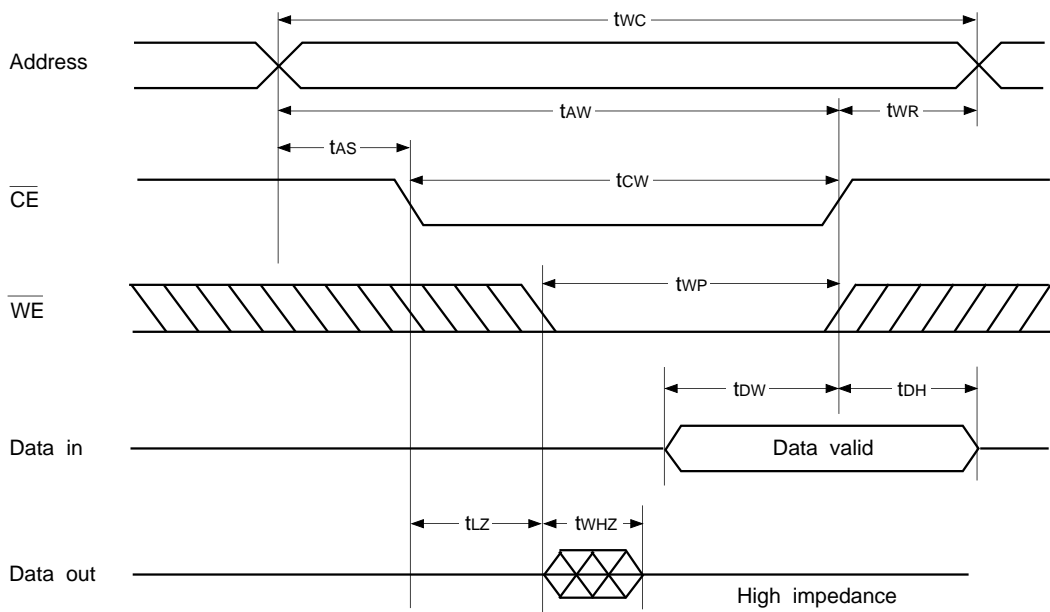 tWC
Address
tAW
tWR
tAS
CE
tCW
WE
tWP
tDW
tDH
Data in
Data valid
tLZ
tWHZ
Data out
High impedance